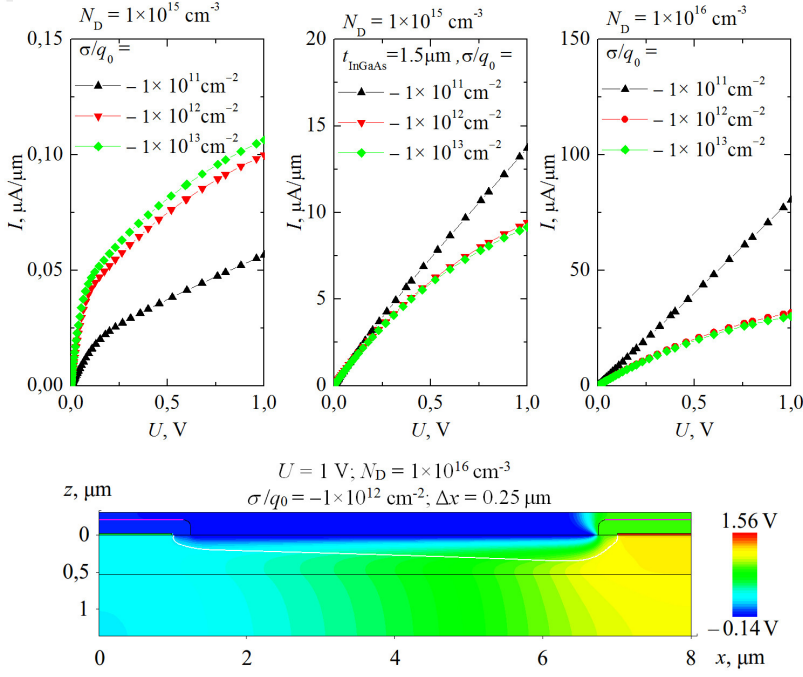 N_D = 1×10^15 cm^-3
σ/q_0 =
– 1× 10^11 cm^-2
– 1× 10^12 cm^-2
– 1× 10^13 cm^-2
0,15
0,10
0,05
0,00
I, μA/μm
0,0 0,5 1,0
U, V
N_D = 1×10^15 cm^-3
t_InGaAs=1.5 μm , σ/q_0 =
– 1× 10^11 cm^-2
– 1× 10^12 cm^-2
– 1× 10^13 cm^-2
20
15
10
5
0
I, μA/μm
0,0 0,5 1,0
U, V
N_D = 1×10^16 cm^-3
σ/q_0 =
– 1× 10^11 cm^-2
– 1× 10^12 cm^-2
– 1× 10^13 cm^-2
150
100
50
0
I, μA/μm
0,0 0,5 1,0
U, V
U = 1 V; N_D = 1×10^16 cm^-3
σ/q_0 = –1×10^12 cm^-2; Δx = 0.25 μm
z, μm
0
0,5
1
0 2 4 6 x, μm 8
1.56 V
– 0.14 V